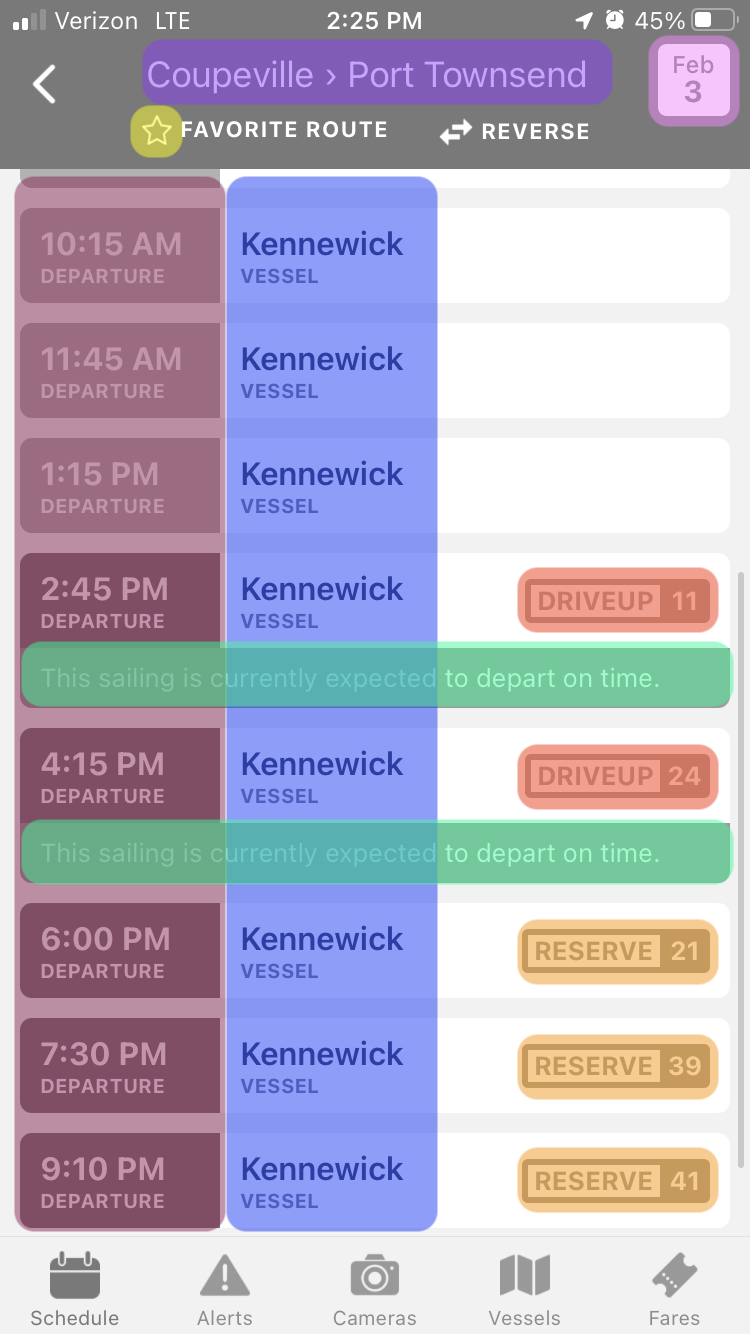 Verizon LTE 2:25 PM 45%
Coupeville › Port Townsend
Feb
3
FAVORITE ROUTE REVERSE
10:15 AM Kennewick
DEPARTURE VESSEL
11:45 AM Kennewick
DEPARTURE VESSEL
1:15 PM Kennewick
DEPARTURE VESSEL
2:45 PM Kennewick DRIVEUP 11
DEPARTURE VESSEL
This sailing is currently expected to depart on time.
4:15 PM Kennewick DRIVEUP 24
DEPARTURE VESSEL
This sailing is currently expected to depart on time.
6:00 PM Kennewick RESERVE 21
DEPARTURE VESSEL
7:30 PM Kennewick RESERVE 39
DEPARTURE VESSEL
9:10 PM Kennewick RESERVE 41
DEPARTURE VESSEL
Schedule Alerts Cameras Vessels Fares